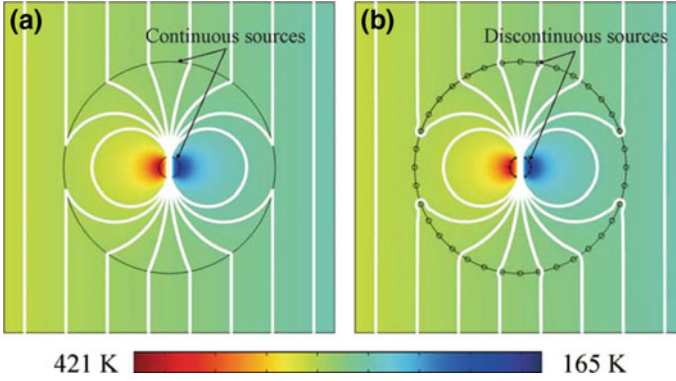 (a)
Continuous sources
(b)
Discontinuous sources
421 K
165 K